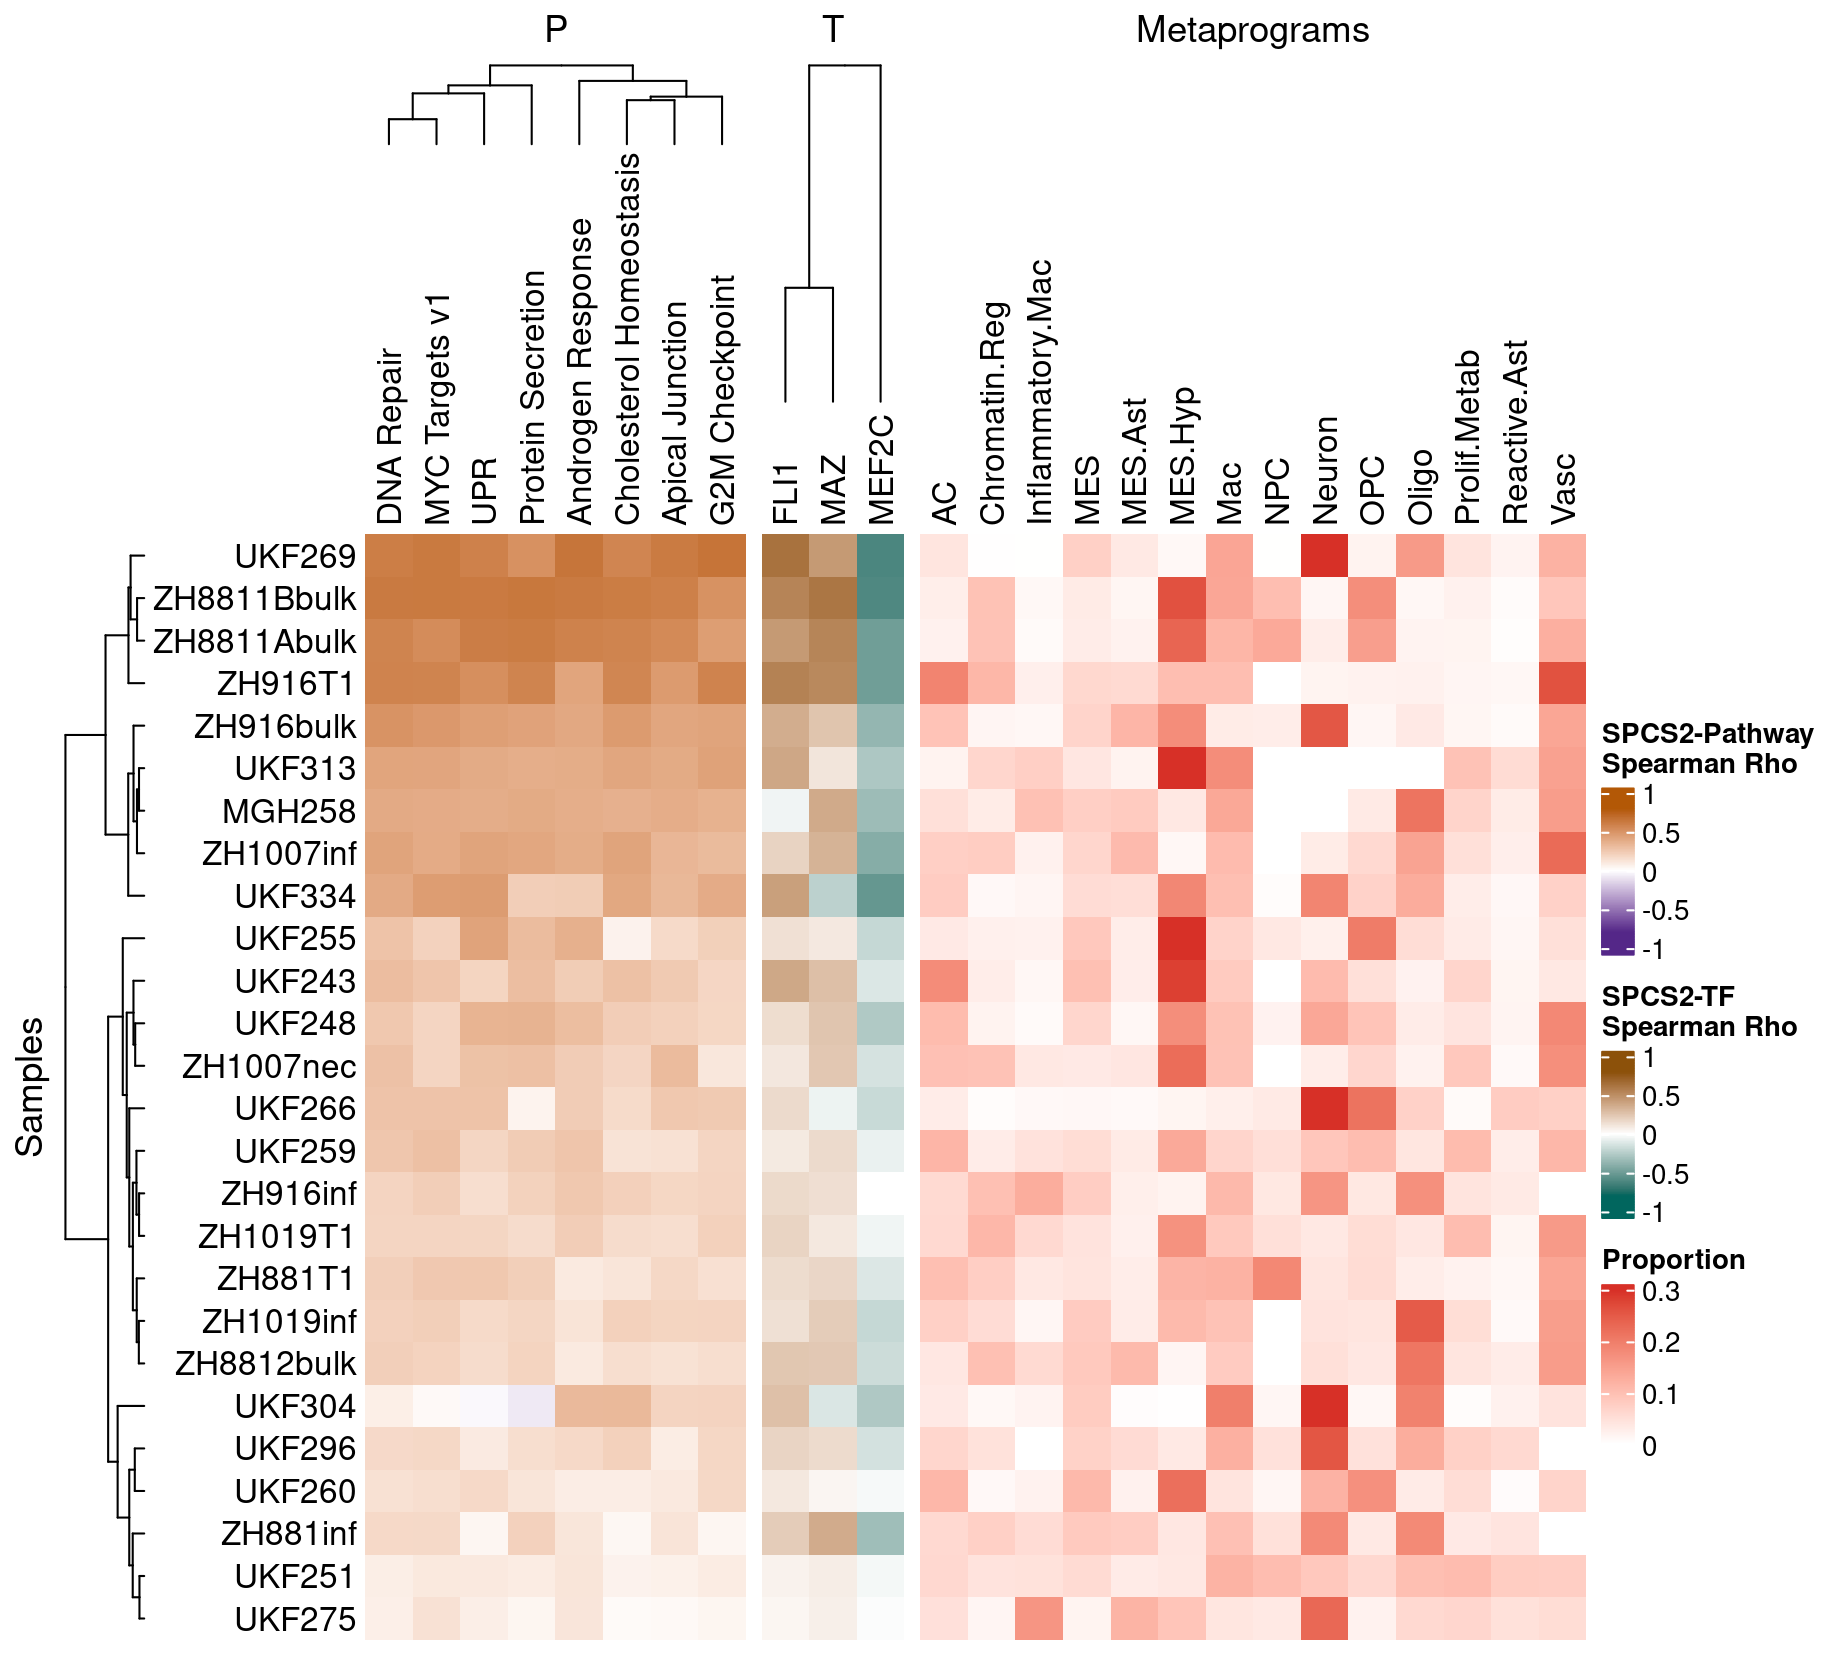 P
T
Metaprograms
DNA Repair
MYC Targets v1
UPR
Protein Secretion
Androgen Response
Cholesterol Homeostasis
Apical Junction
G2M Checkpoint
FLI1
MAZ
MEF2C
AC
Chromatin.Reg
Inflammatory.Mac
MES
MES.Ast
MES.Hyp
Mac
NPC
Neuron
OPC
Oligo
Prolif.Metab
Reactive.Ast
Vasc
Samples
UKF269
ZH8811Bbulk
ZH8811Abulk
ZH916T1
ZH916bulk
UKF313
MGH258
ZH1007inf
UKF334
UKF255
UKF243
UKF248
ZH1007nec
UKF266
UKF259
ZH916inf
ZH1019T1
ZH881T1
ZH1019inf
ZH8812bulk
UKF304
UKF296
UKF260
ZH881inf
UKF251
UKF275
SPCS2-Pathway
Spearman Rho
1
0.5
0
-0.5
-1
SPCS2-TF
Spearman Rho
1
0.5
0
-0.5
-1
Proportion
0.3
0.2
0.1
0